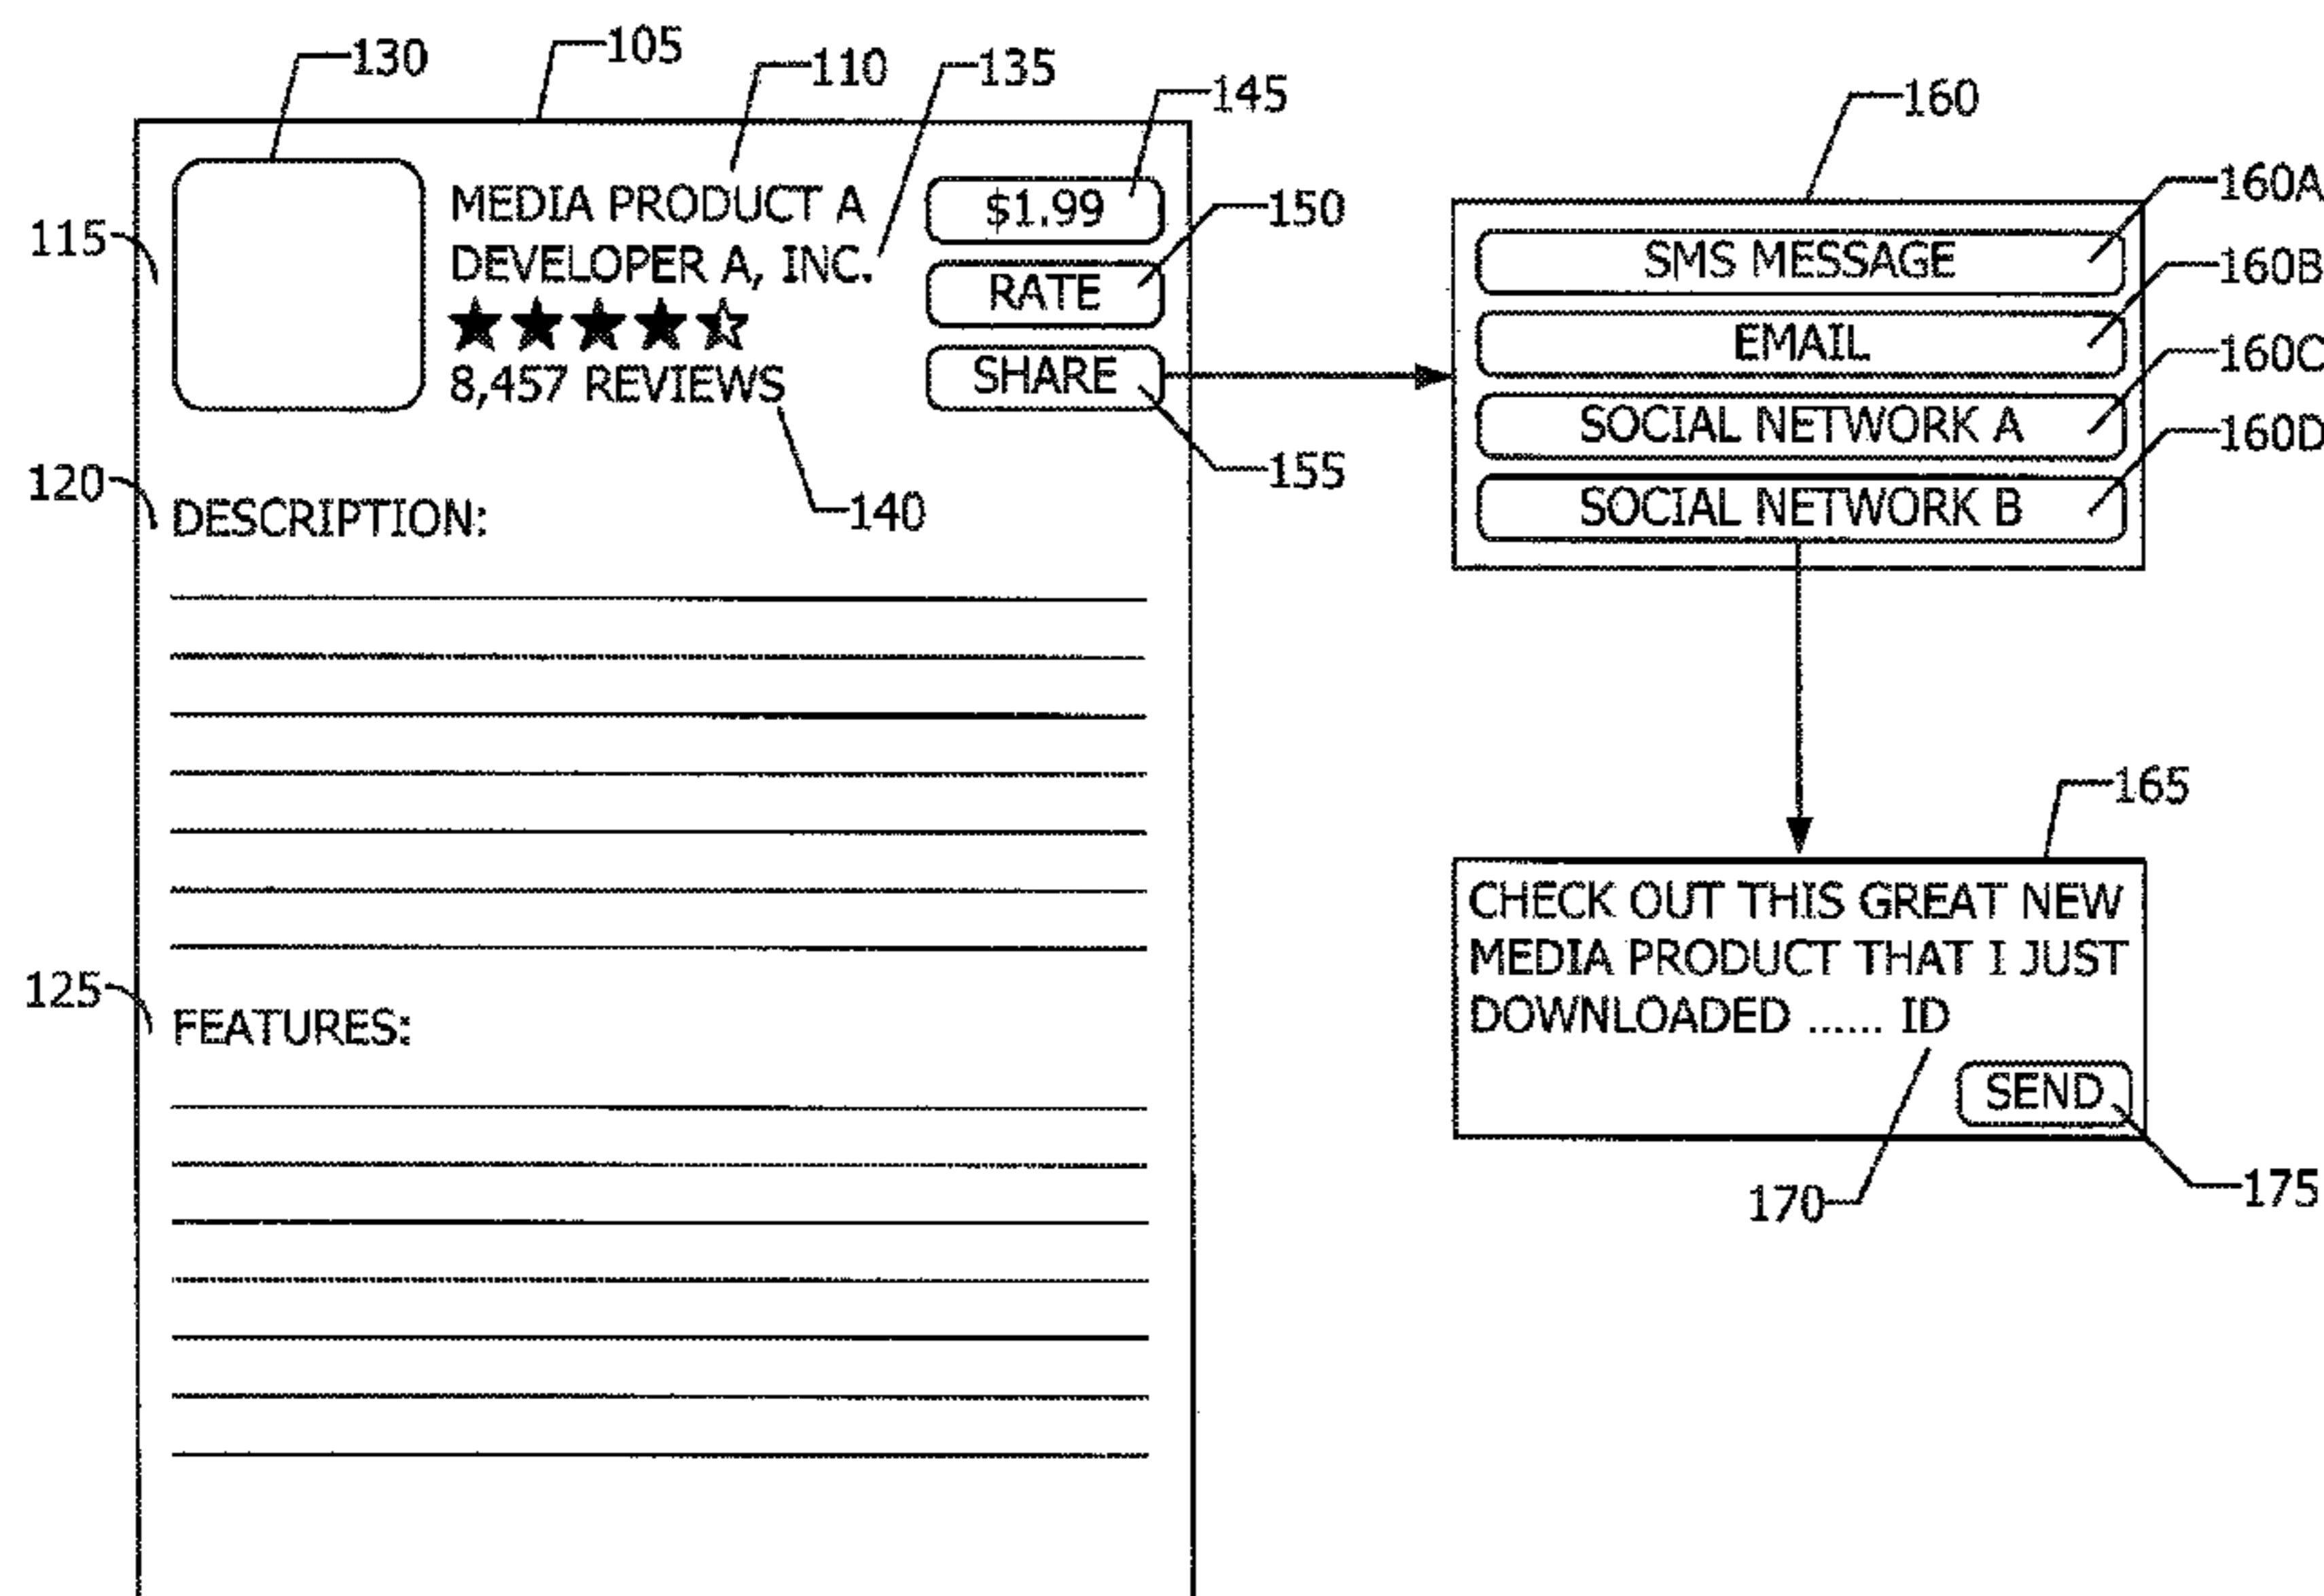 130
105
110
135
145
115
MEDIA PRODUCT A
DEVELOPER A, INC.
8,457 REVIEWS
$1.99
RATE
SHARE
150
155
140
120
DESCRIPTION:
125
FEATURES:
160
SMS MESSAGE
EMAIL
SOCIAL NETWORK A
SOCIAL NETWORK B
160A
160B
160C
160D
165
CHECK OUT THIS GREAT NEW
MEDIA PRODUCT THAT I JUST
DOWNLOADED ...... ID
SEND
170
175